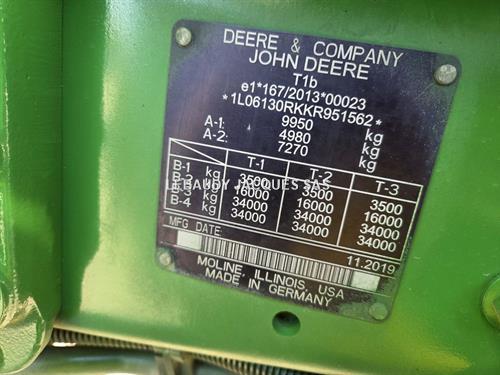 DEERE & COMPANY
JOHN DEERE
T1b
e1*167/2013*00023
*1L06130RKKR951562*
9950 kg
A-1: 4980 kg
A-2: 7270 kg
T-1 T-2 T-3
B-1 kg 3500 3500 3500
B-2 kg 16000 16000 16000
B-3 kg 34000 34000 34000
B-4 kg 34000 34000 34000
LEBAUDY JACQUES SAS
MFG DATE 11.2019
MOLINE, ILLINOIS, USA
MADE IN GERMANY